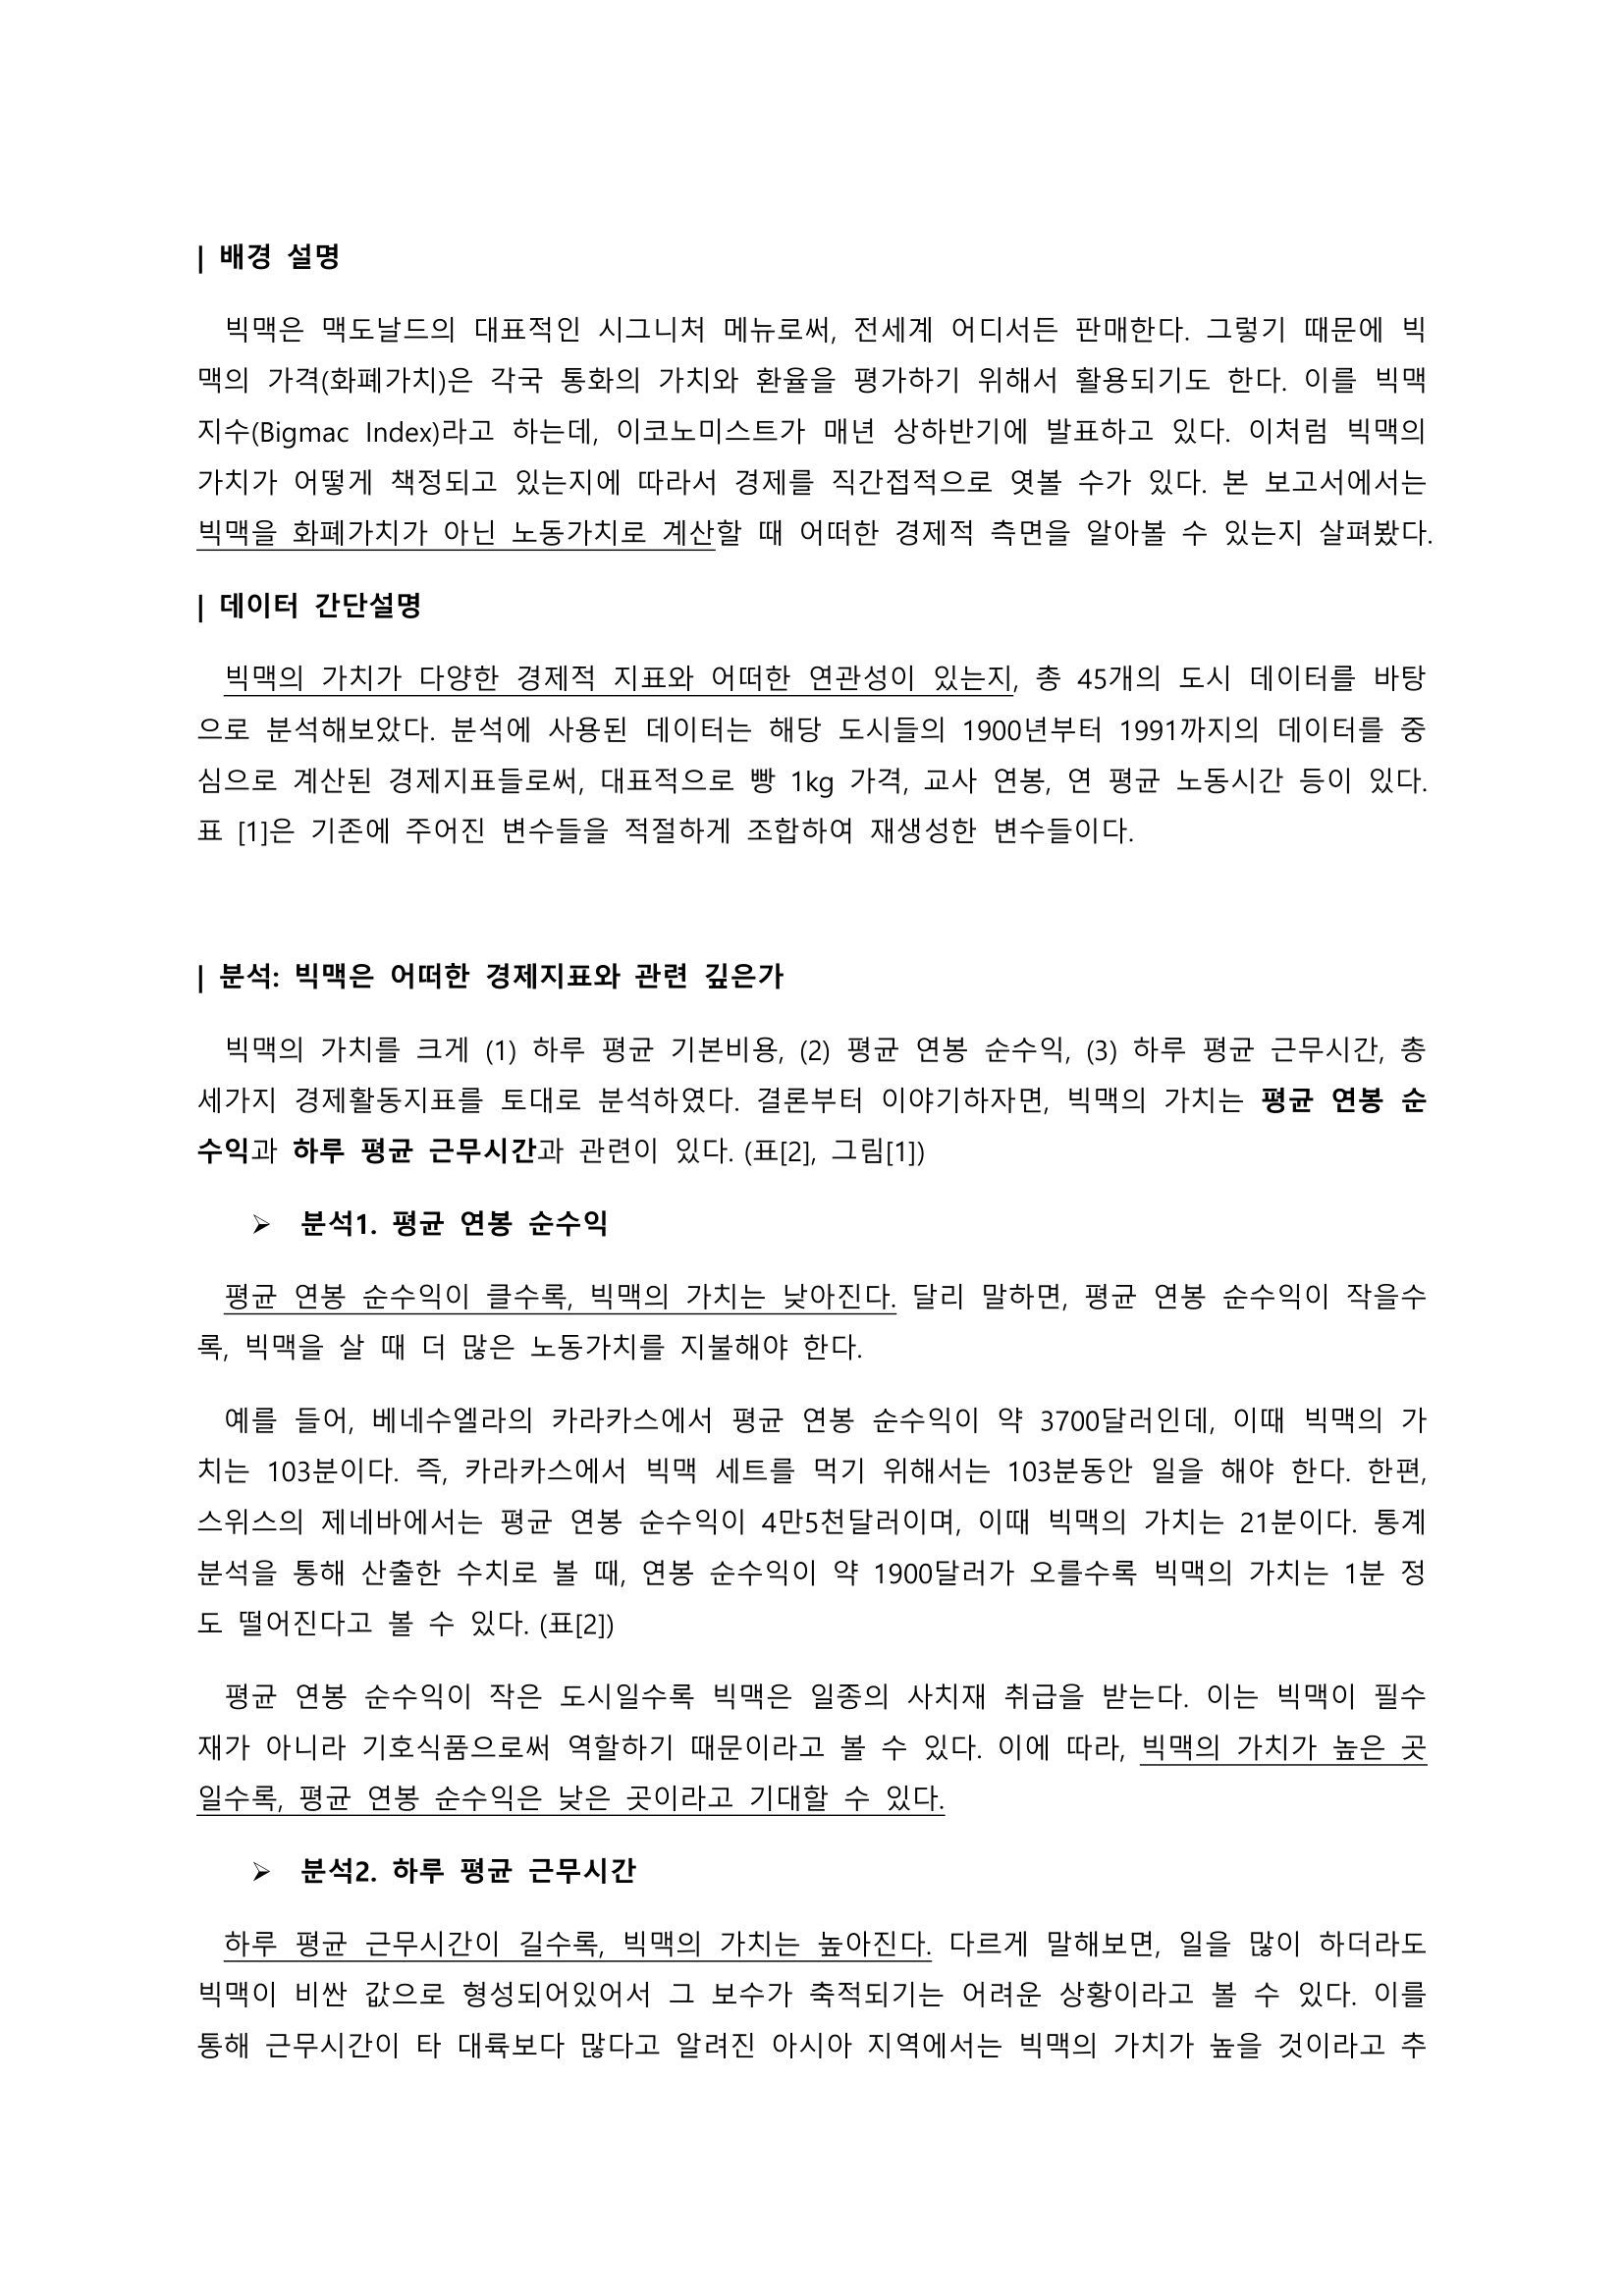 | 배경 설명
빅맥은 맥도날드의 대표적인 시그니처 메뉴로써, 전세계 어디서든 판매한다. 그렇기 때문에 빅
맥의 가격(화폐가치)은 각국 통화의 가치와 환율을 평가하기 위해서 활용되기도 한다. 이를 빅맥
지수(Bigmac Index)라고 하는데, 이코노미스트가 매년 상하반기에 발표하고 있다. 이처럼 빅맥의
가치가 어떻게 책정되고 있는지에 따라서 경제를 직간접적으로 엿볼 수가 있다. 본 보고서에서는
빅맥을 화폐가치가 아닌 노동가치로 계산할 때 어떠한 경제적 측면을 알아볼 수 있는지 살펴봤다.
| 데이터 간단설명
빅맥의 가치가 다양한 경제적 지표와 어떠한 연관성이 있는지, 총 45개의 도시 데이터를 바탕
으로 분석해보았다. 분석에 사용된 데이터는 해당 도시들의 1900년부터 1991까지의 데이터를 중
심으로 계산된 경제지표들로써, 대표적으로 빵 1kg 가격, 교사 연봉, 연 평균 노동시간 등이 있다.
표 [1]은 기존에 주어진 변수들을 적절하게 조합하여 재생성한 변수들이다.
| 분석: 빅맥은 어떠한 경제지표와 관련 깊은가
빅맥의 가치를 크게 (1) 하루 평균 기본비용, (2) 평균 연봉 순수익, (3) 하루 평균 근무시간, 총
세가지 경제활동지표를 토대로 분석하였다. 결론부터 이야기하자면, 빅맥의 가치는 평균 연봉 순
수익과 하루 평균 근무시간과 관련이 있다. (표[2], 그림[1])
➢ 분석1. 평균 연봉 순수익
평균 연봉 순수익이 클수록, 빅맥의 가치는 낮아진다. 달리 말하면, 평균 연봉 순수익이 작을수
록, 빅맥을 살 때 더 많은 노동가치를 지불해야 한다.
예를 들어, 베네수엘라의 카라카스에서 평균 연봉 순수익이 약 3700달러인데, 이때 빅맥의 가
치는 103분이다. 즉, 카라카스에서 빅맥 세트를 먹기 위해서는 103분동안 일을 해야 한다. 한편,
스위스의 제네바에서는 평균 연봉 순수익이 4만5천달러이며, 이때 빅맥의 가치는 21분이다. 통계
분석을 통해 산출한 수치로 볼 때, 연봉 순수익이 약 1900달러가 오를수록 빅맥의 가치는 1분 정
도 떨어진다고 볼 수 있다. (표[2])
평균 연봉 순수익이 작은 도시일수록 빅맥은 일종의 사치재 취급을 받는다. 이는 빅맥이 필수
재가 아니라 기호식품으로써 역할하기 때문이라고 볼 수 있다. 이에 따라, 빅맥의 가치가 높은 곳
일수록, 평균 연봉 순수익은 낮은 곳이라고 기대할 수 있다.
➢ 분석2. 하루 평균 근무시간
하루 평균 근무시간이 길수록, 빅맥의 가치는 높아진다. 다르게 말해보면, 일을 많이 하더라도
빅맥이 비싼 값으로 형성되어있어서 그 보수가 축적되기는 어려운 상황이라고 볼 수 있다. 이를
통해 근무시간이 타 대륙보다 많다고 알려진 아시아 지역에서는 빅맥의 가치가 높을 것이라고 추